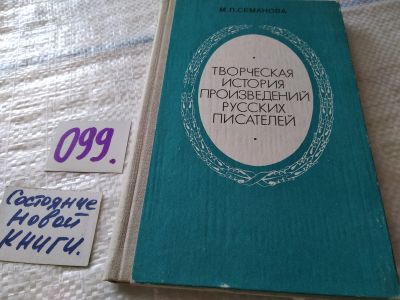 М.Л.СЕМАНОВА
ТВОРЧЕСКАЯ
ИСТОРИЯ
ПРОИЗВЕДЕНИЙ
РУССКИХ
ПИСАТЕЛЕЙ
099.
Состояние
новой
книги.